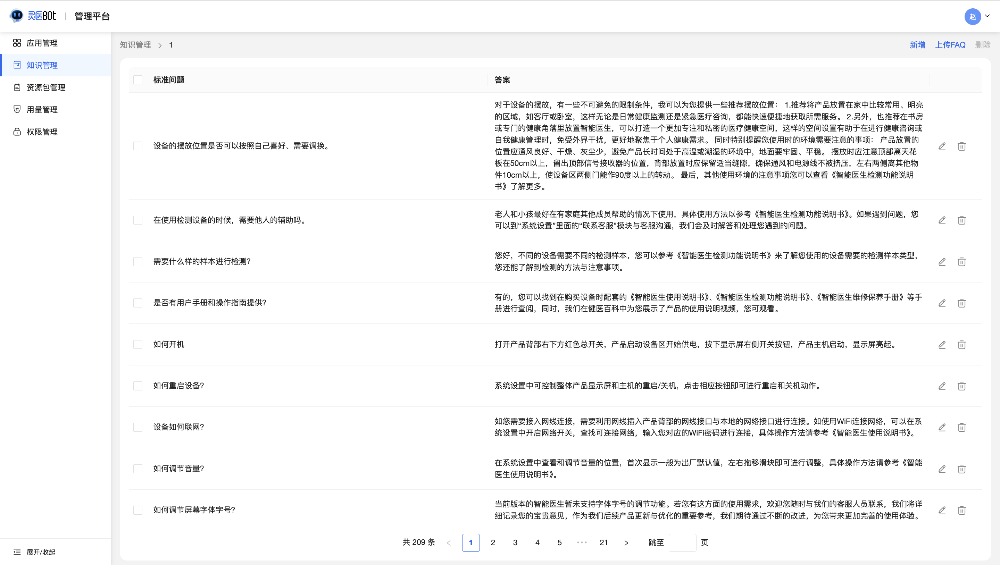 灵医BOt | 管理平台
赵
应用管理
知识管理
资源包管理
用量管理
权限管理
展开/收起
知识管理 > 1
新增 上传FAQ 删除
标准问题 答案
设备的摆放位置是否可以按照自己喜好、需要调换。
对于设备的摆放，有一些不可避免的限制条件，我可以为您提供一些推荐摆放位置： 1.推荐将产品放置在家中比较常用、明亮
的区域，如客厅或卧室，这样无论是日常健康监测还是紧急医疗咨询，都能快速便捷地获取所需服务。 2.另外，也推荐在书房
或专门的健康角落里放置智能医生，可以打造一个更加专注和私密的医疗健康空间，这样的空间设置有助于在进行健康咨询或
自我健康管理时，免受外界干扰，更好地聚焦于个人健康需求。 同时特别提醒您使用时的环境需要注意的事项： 产品放置的
位置应通风良好、干燥、灰尘少，避免产品长时间处于高温或潮湿的环境中，地面要牢固、平稳。 摆放时应注意顶部离天花
板在50cm以上，留出顶部信号接收器的位置，背部放置时应保留适当缝隙，确保通风和电源线不被挤压，左右两侧离其他物
件10cm以上，使设备区两侧门能作90度以上的转动。 最后，其他使用环境的注意事项您可以查看《智能医生检测功能说明
书》了解更多。
在使用检测设备的时候，需要他人的辅助吗。
老人和小孩最好在有家庭其他成员帮助的情况下使用，具体使用方法以参考《智能医生检测功能说明书》。如果遇到问题，您
可以到“系统设置”里面的“联系客服”模块与客服沟通，我们会及时解答和处理您遇到的问题。
需要什么样的样本进行检测?
您好，不同的设备需要不同的检测样本，您可以参考《智能医生检测功能说明书》来了解您使用的设备需要的检测样本类型，
您还能了解到检测的方法与注意事项。
是否有用户手册和操作指南提供?
有的，您可以找到在购买设备时配套的《智能医生使用说明书》、《智能医生检测功能说明书》、《智能医生维修保养手册》等手
册进行查阅，同时，我们在健医百科中为您展示了产品的使用说明视频，您可观看。
如何开机
打开产品背部右下方红色总开关，产品启动设备区开始供电，按下显示屏右侧开关按钮，产品主机启动，显示屏亮起。
如何重启设备?
系统设置中可控制整体产品显示屏和主机的重启/关机，点击相应按钮即可进行重启和关机动作。
设备如何联网?
如您需要接入网线连接，需要利用网线插入产品背部的网线接口与本地的网络接口进行连接。如使用WiFi连接网络，可以在系
统设置中开启网络开关，查找可连接网络，输入您对应的WiFi密码进行连接，具体操作方法请参考《智能医生使用说明书》。
如何调节音量?
在系统设置中查看和调节音量的位置，首次显示一般为出厂默认值，左右拖移滑块即可进行调整，具体操作方法请参考《智能
医生使用说明书》。
如何调节屏幕字体字号?
当前版本的智能医生暂未支持字体字号的调节功能。若您有这方面的使用需求，欢迎您随时与我们的客服人员联系，我们将详
细记录您的宝贵意见，作为我们后续产品更新与优化的重要参考，我们期待通过不断的改进，为您带来更加完善的使用体验。
共 209 条 < 1 2 3 4 5 ••• 21 > 跳至 页